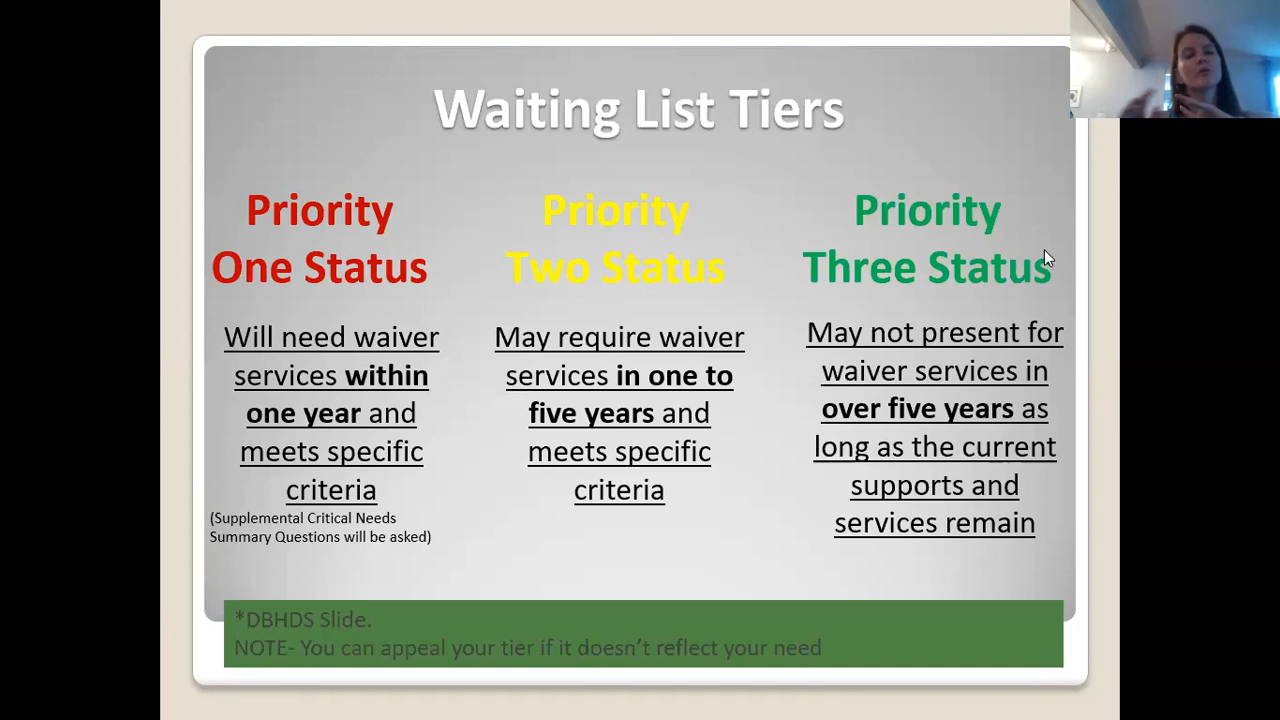 Waiting List Tiers
Priority
One Status
Will need waiver
services within
one year and
meets specific
criteria
(Supplemental Critical Needs
Summary Questions will be asked)
Priority
Two Status
May require waiver
services in one to
five years and
meets specific
criteria
Priority
Three Status
May not present for
waiver services in
over five years as
long as the current
supports and
services remain
*DBHDS Slide.
NOTE- You can appeal your tier if it doesn’t reflect your need